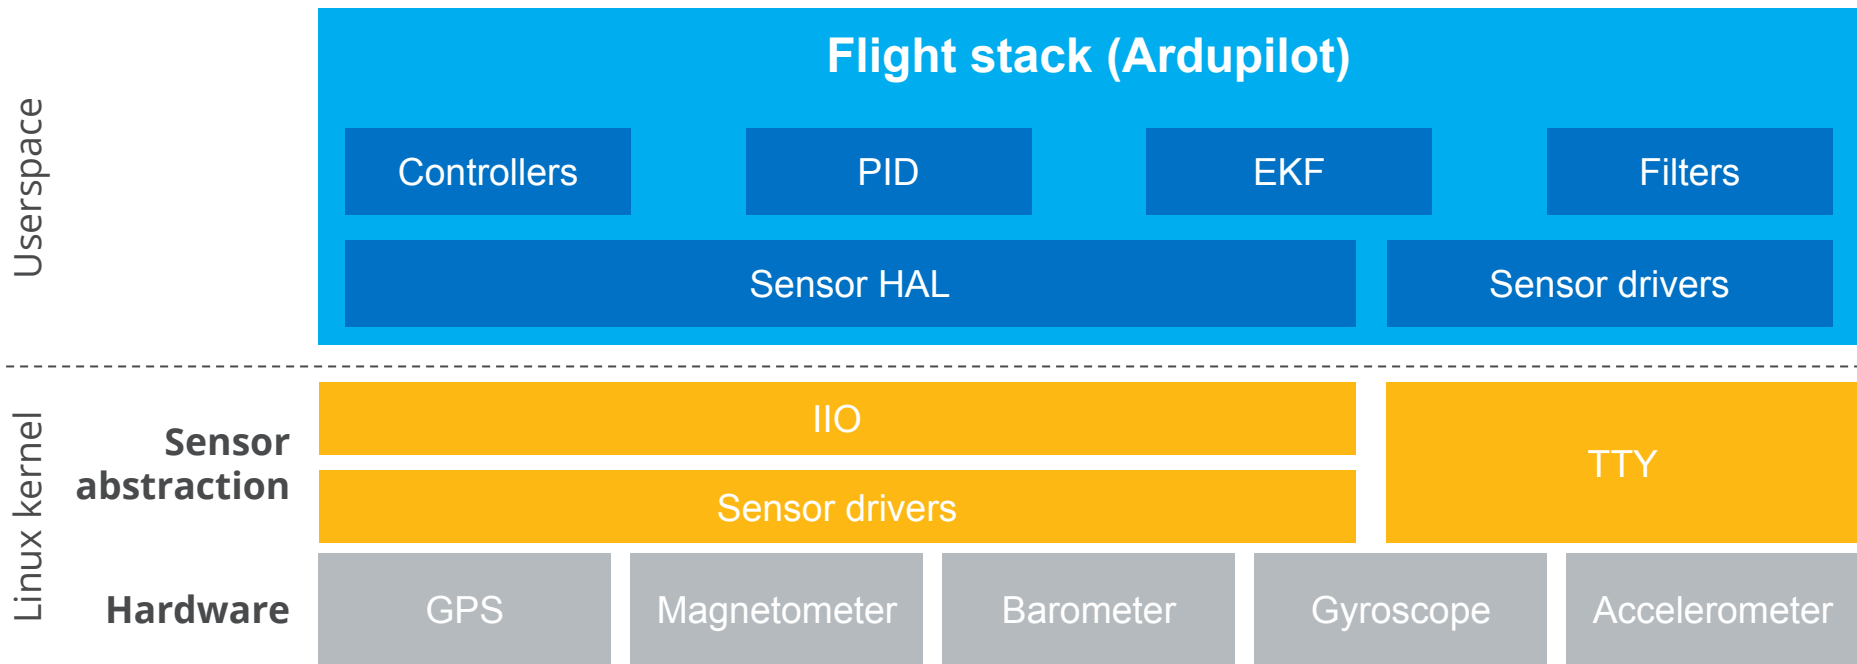 Userspace
Flight stack (Ardupilot)
Controllers
PID
EKF
Filters
Sensor HAL
Sensor drivers
Linux kernel
Sensor
abstraction
IIO
Sensor drivers
TTY
Hardware
GPS
Magnetometer
Barometer
Gyroscope
Accelerometer